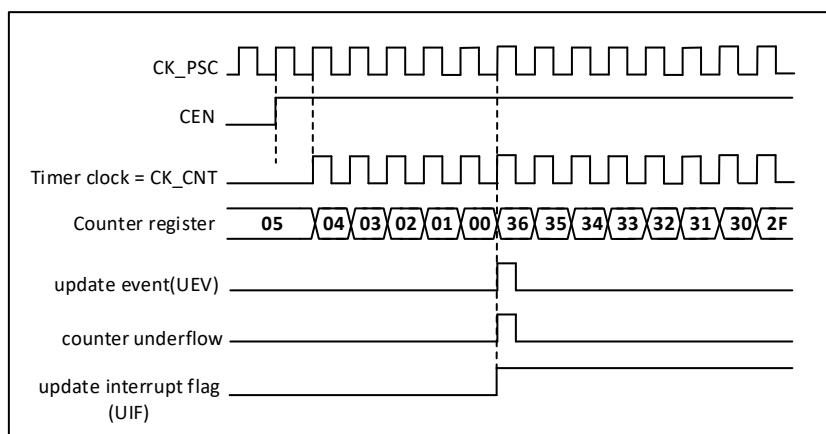 CK_PSC
CEN
Timer clock = CK_CNT
Counter register 05 04 03 02 01 00 36 35 34 33 32 31 30 2F
update event(UEV)
counter underflow
update interrupt flag
(UIF)